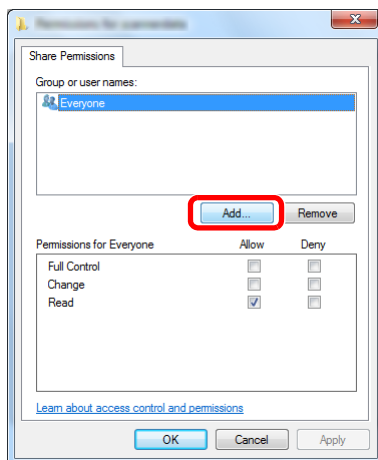 Share Permissions
Group or user names:
Everyone
Add... Remove
Permissions for Everyone Allow Deny
Full Control
Change
Read
Learn about access control and permissions
OK Cancel Apply